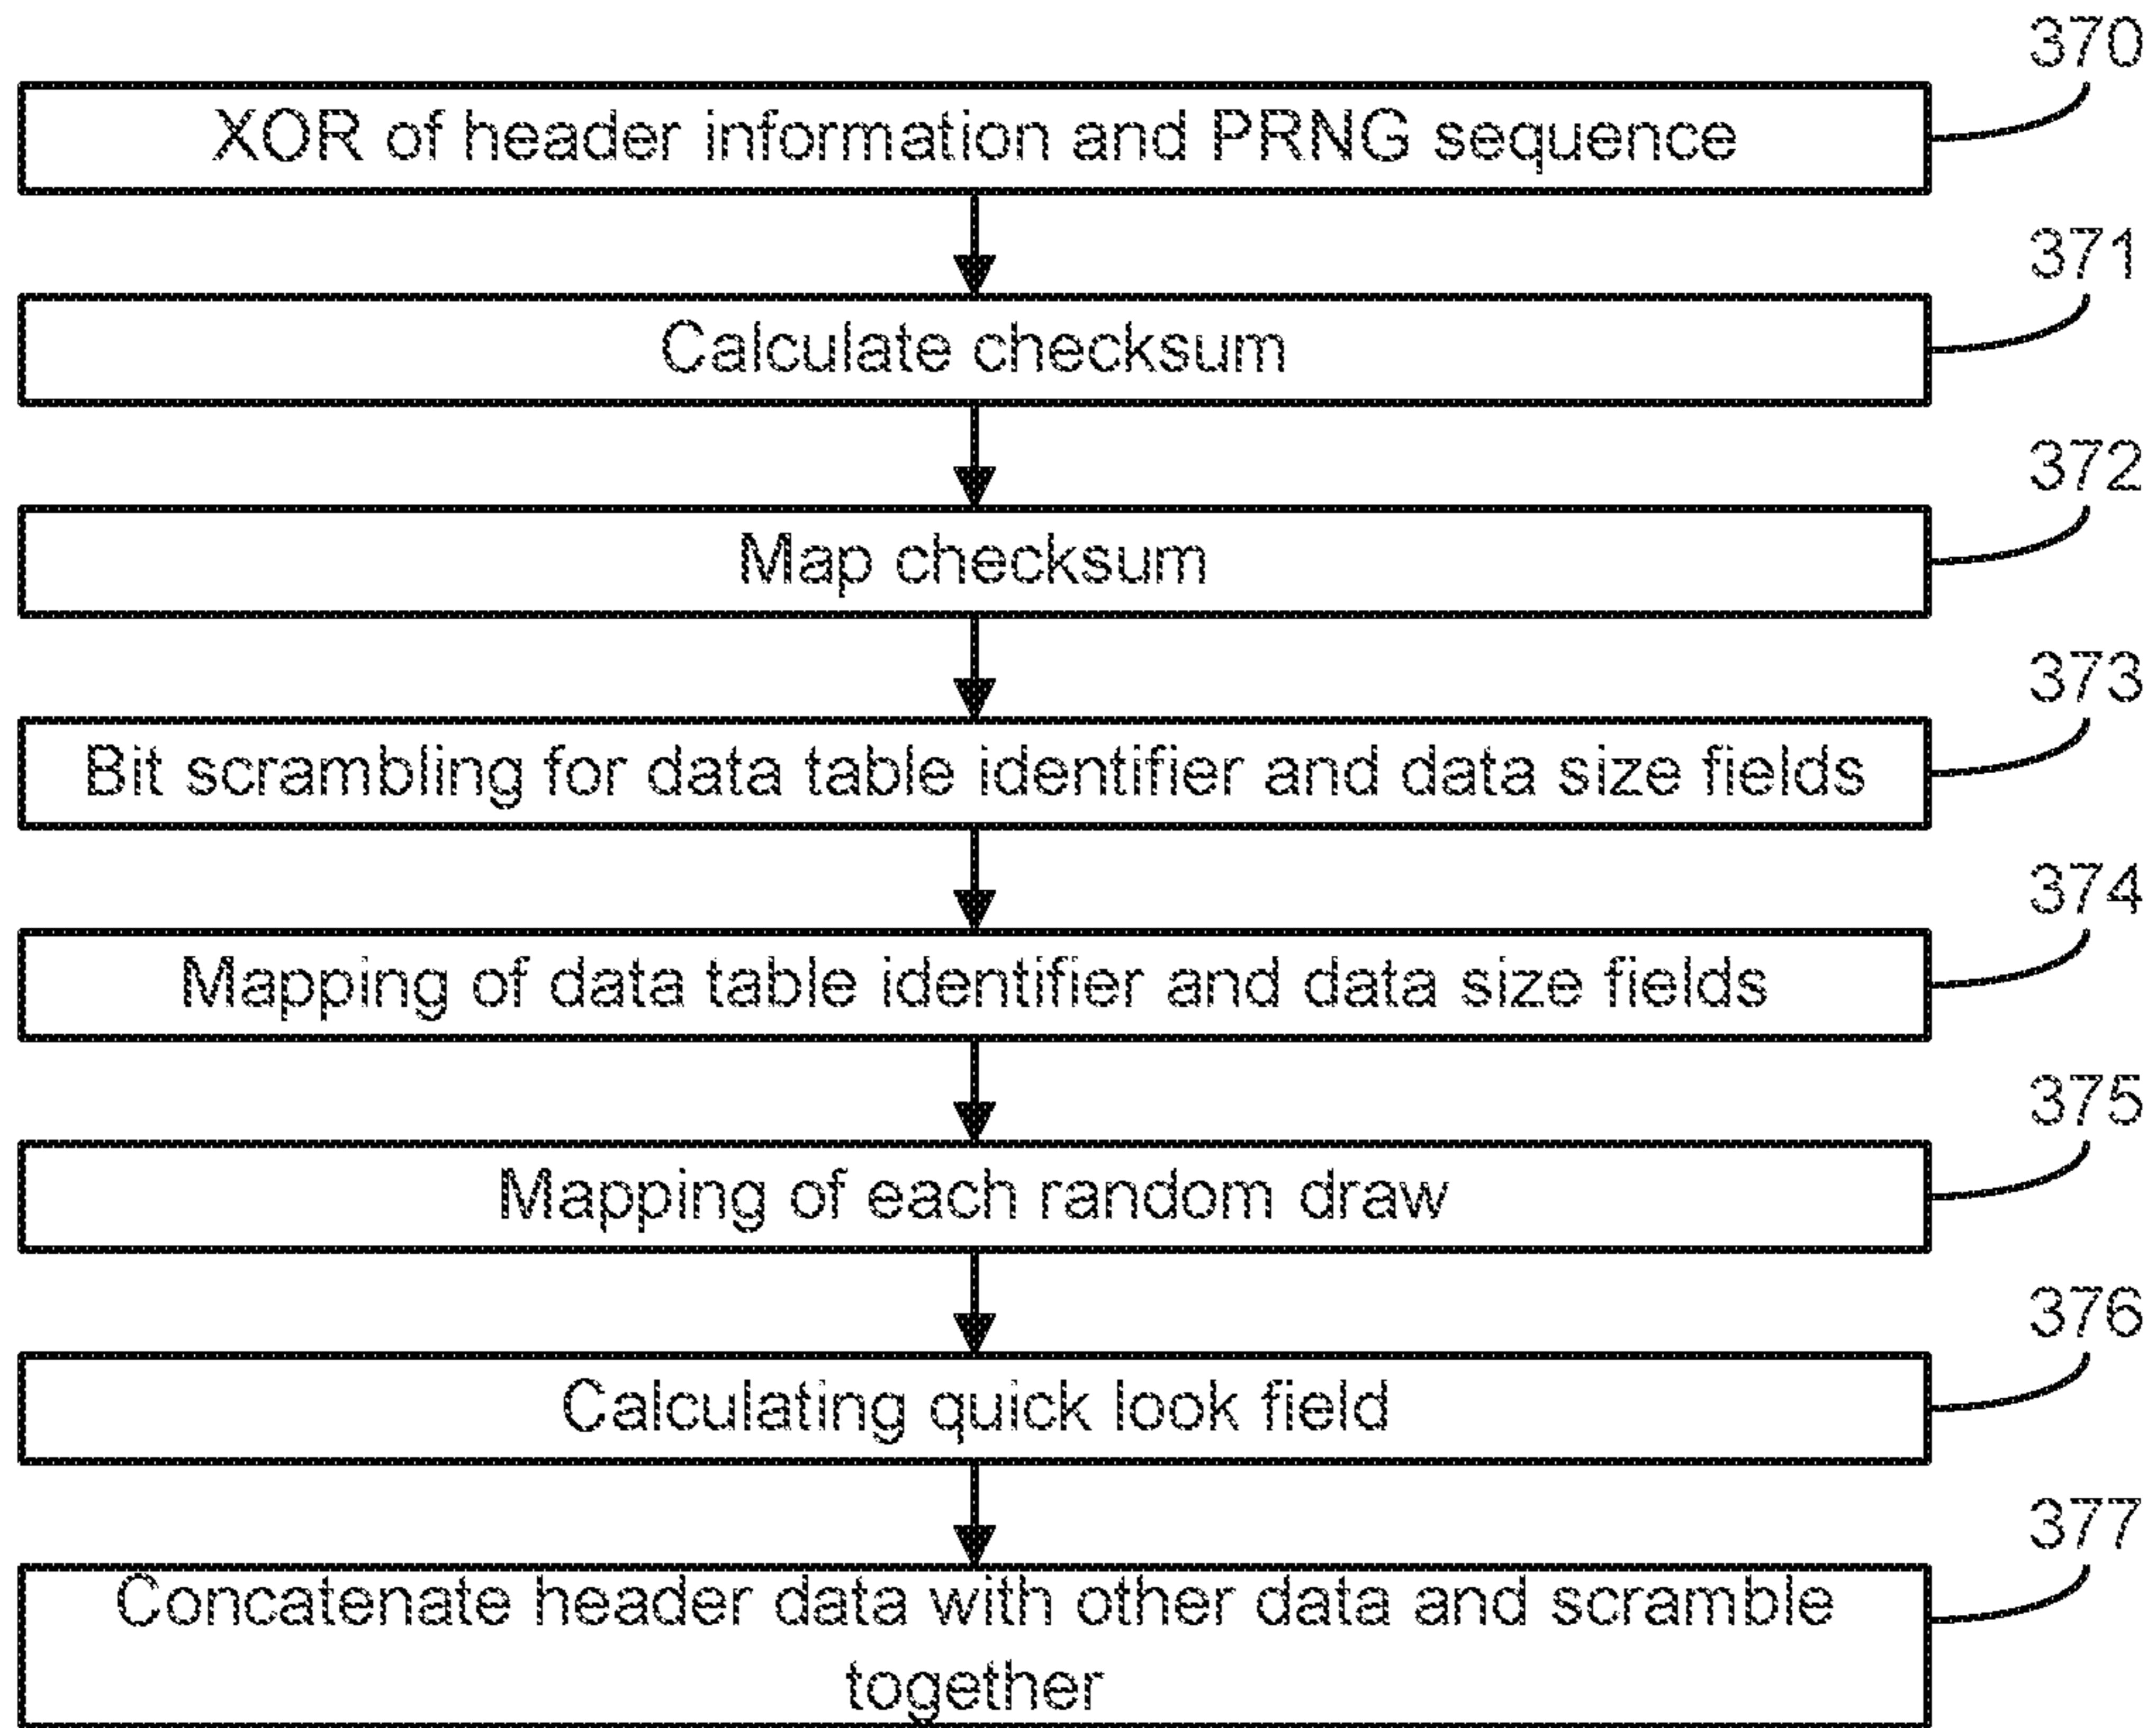 370
XOR of header information and PRNG sequence
371
Calculate checksum
372
Map checksum
373
Bit scrambling for data table identifier and data size fields
374
Mapping of data table identifier and data size fields
375
Mapping of each random draw
376
Calculating quick look field
377
Concatenate header data with other data and scramble
together